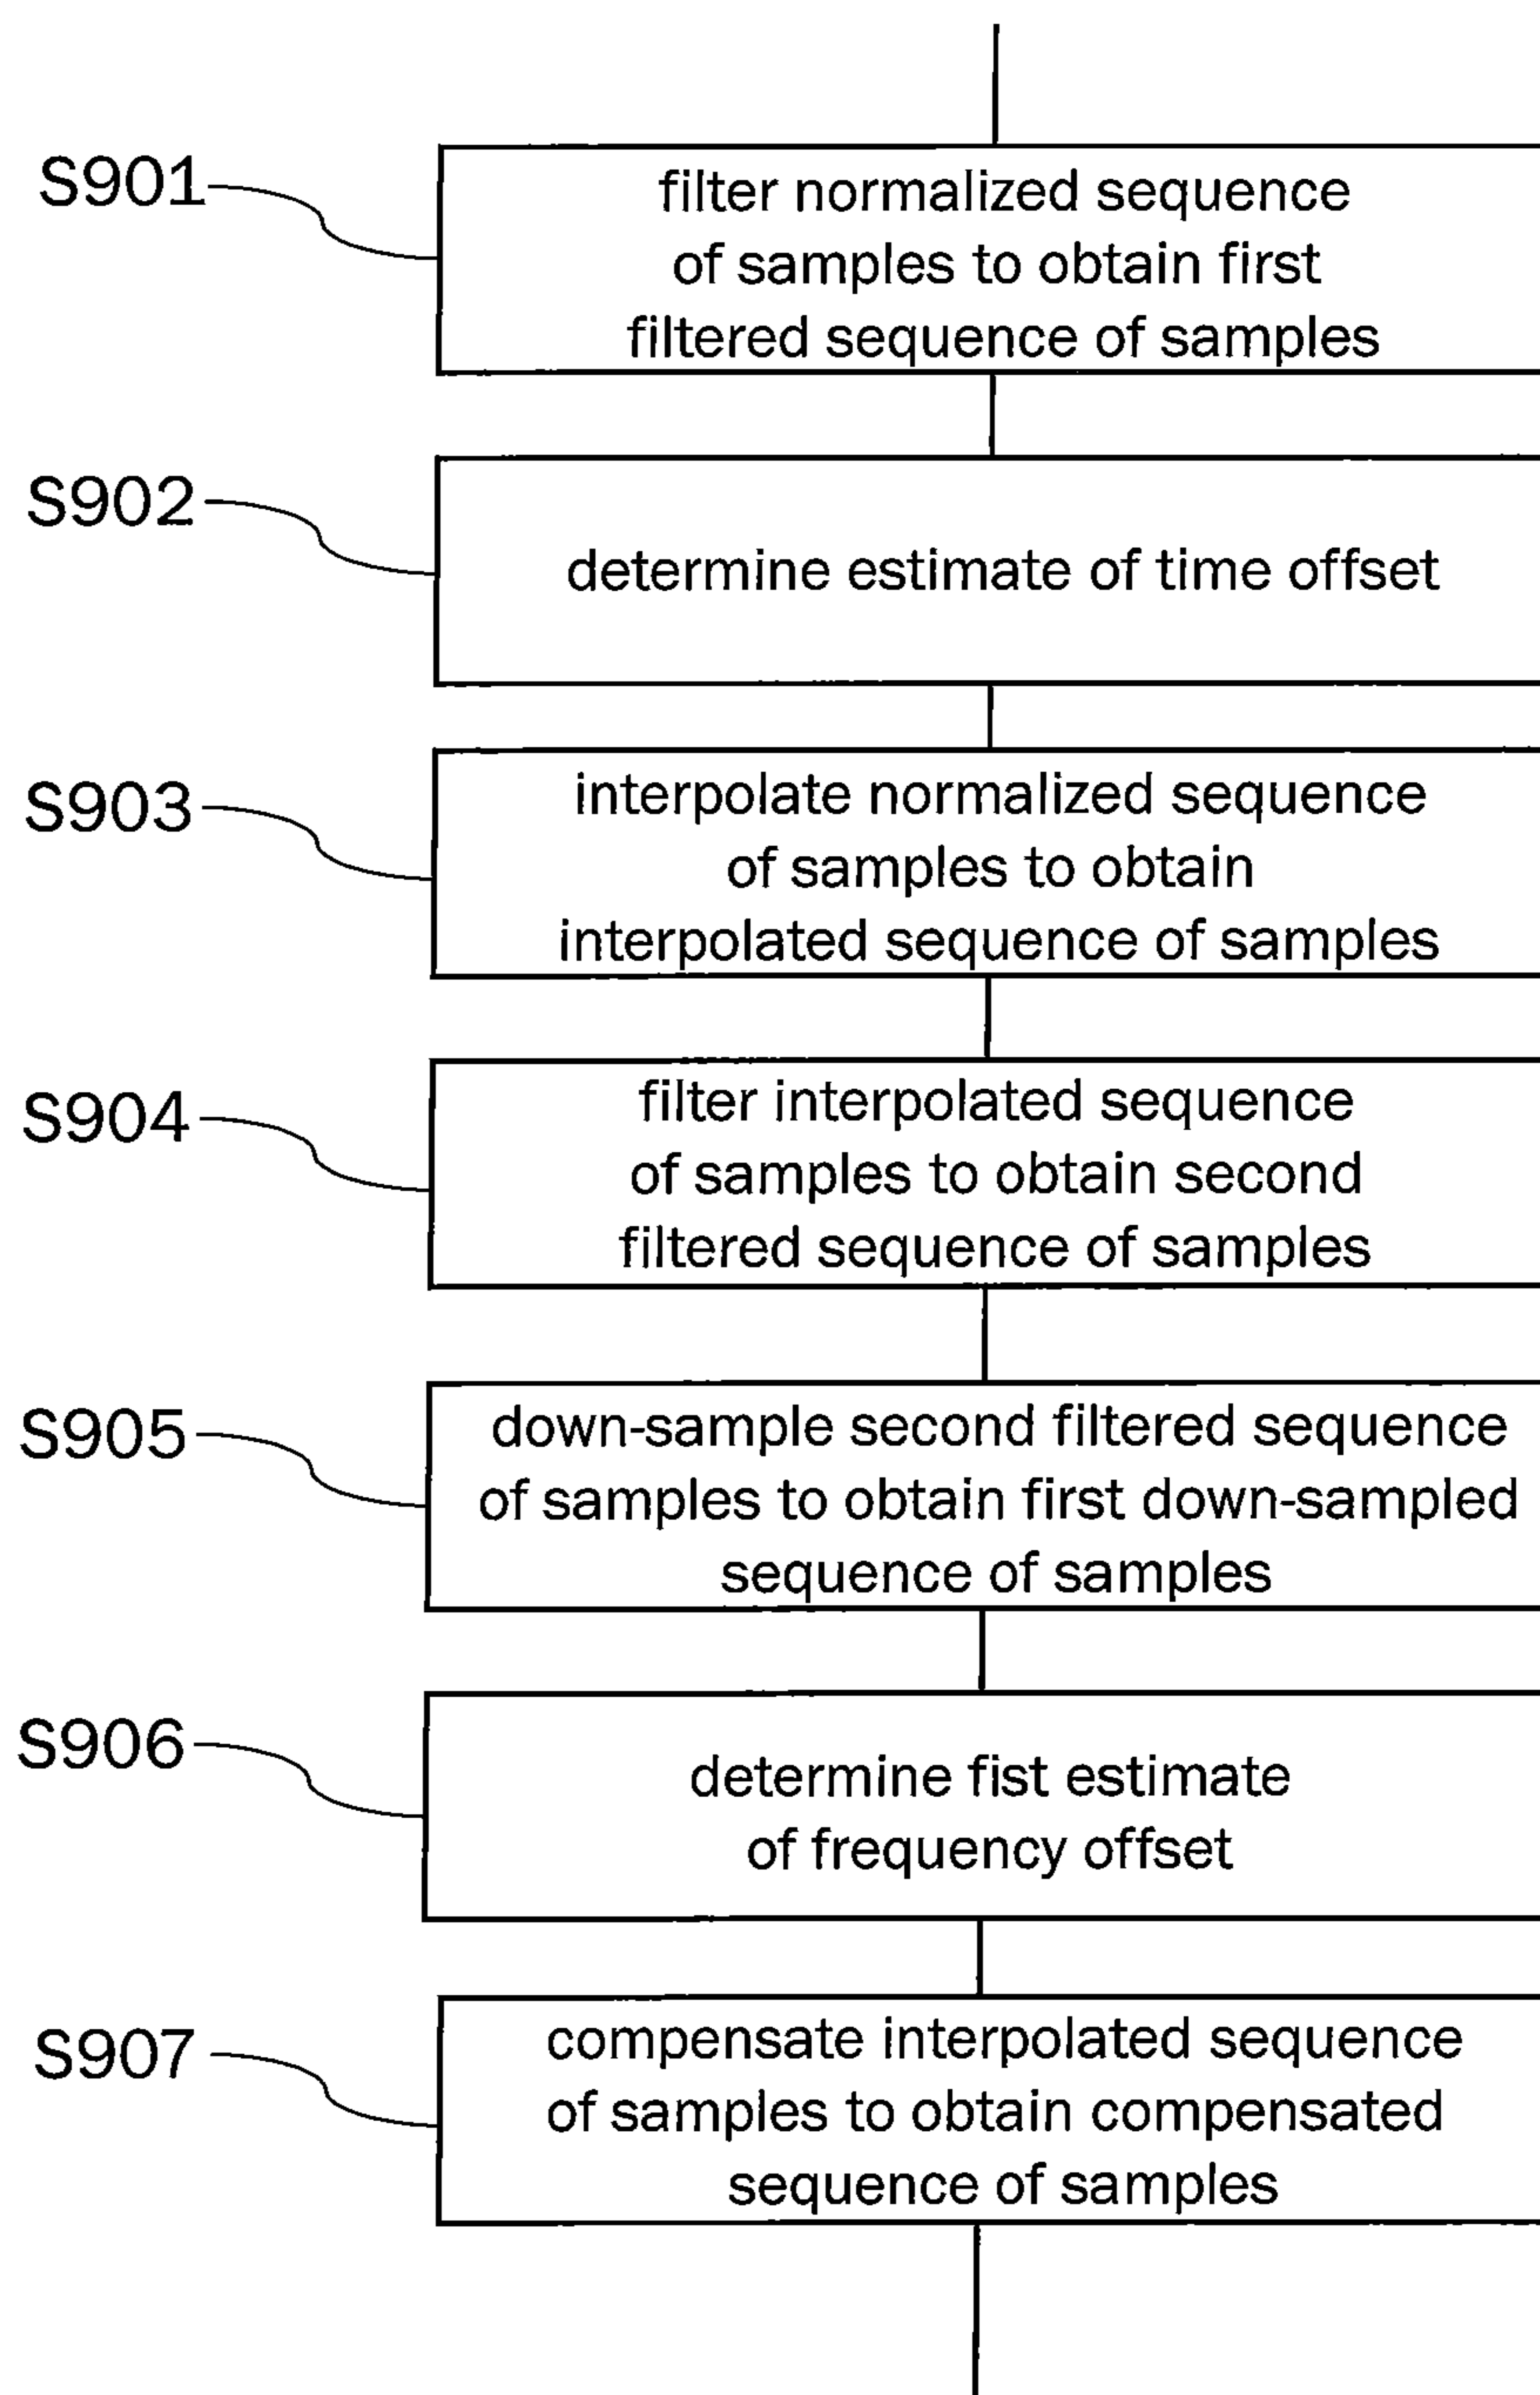 S901
filter normalized sequence
of samples to obtain first
filtered sequence of samples
S902
determine estimate of time offset
S903
interpolate normalized sequence
of samples to obtain
interpolated sequence of samples
S904
filter interpolated sequence
of samples to obtain second
filtered sequence of samples
S905
down-sample second filtered sequence
of samples to obtain first down-sampled
sequence of samples
S906
determine fist estimate
of frequency offset
S907
compensate interpolated sequence
of samples to obtain compensated
sequence of samples